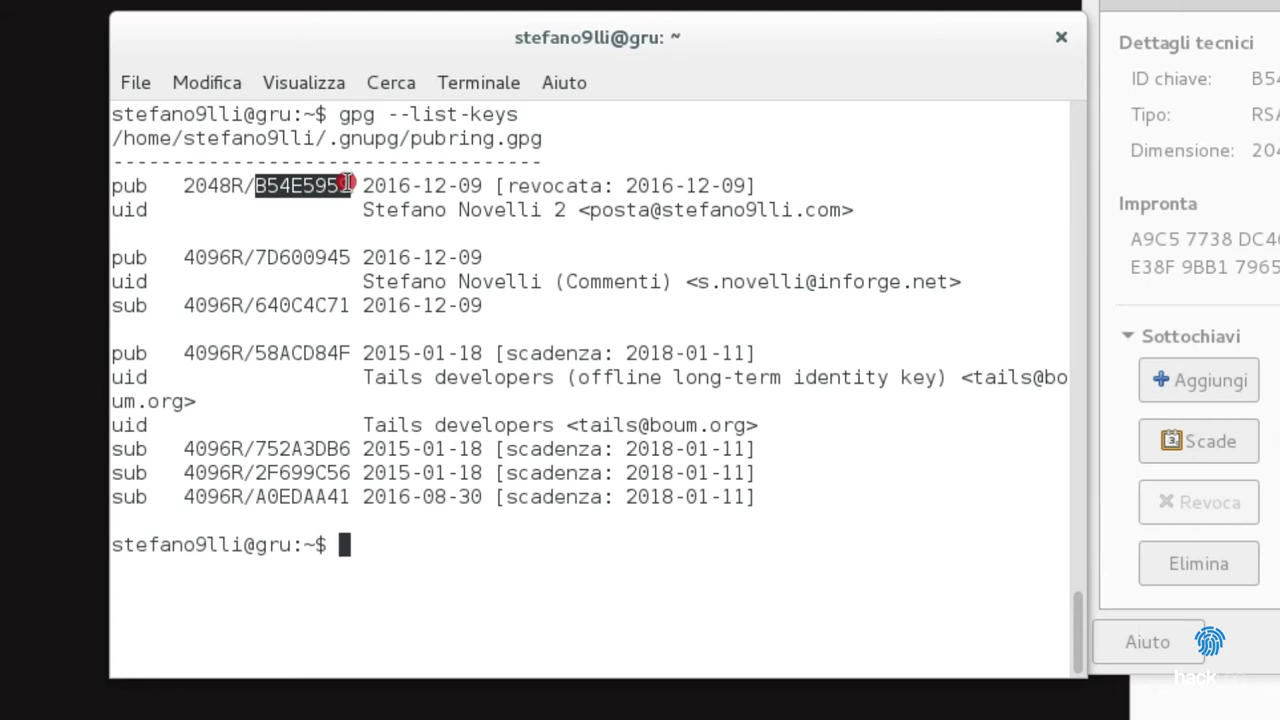 stefano9lli@gru: ~
File Modifica Visualizza Cerca Terminale Aiuto
stefano9lli@gru:~$ gpg --list-keys
/home/stefano9lli/.gnupg/pubring.gpg
------------------------------------
pub 2048R/B54E595 2016-12-09 [revocata: 2016-12-09]
uid Stefano Novelli 2 <posta@stefano9lli.com>
pub 4096R/7D600945 2016-12-09
uid Stefano Novelli (Commenti) <s.novelli@inforge.net>
sub 4096R/640C4C71 2016-12-09
pub 4096R/58ACD84F 2015-01-18 [scadenza: 2018-01-11]
uid Tails developers (offline long-term identity key) <tails@bo
um.org>
uid Tails developers <tails@boum.org>
sub 4096R/752A3DB6 2015-01-18 [scadenza: 2018-01-11]
sub 4096R/2F699C56 2015-01-18 [scadenza: 2018-01-11]
sub 4096R/A0EDAA41 2016-08-30 [scadenza: 2018-01-11]
stefano9lli@gru:~$
Dettagli tecnici
ID chiave: B54
Tipo: RSA
Dimensione: 204
Impronta
A9C5 7738 DC4
E38F 9BB1 7965
Sottochiavi
Aggiungi
Scade
Revoca
Elimina
Aiuto
hack